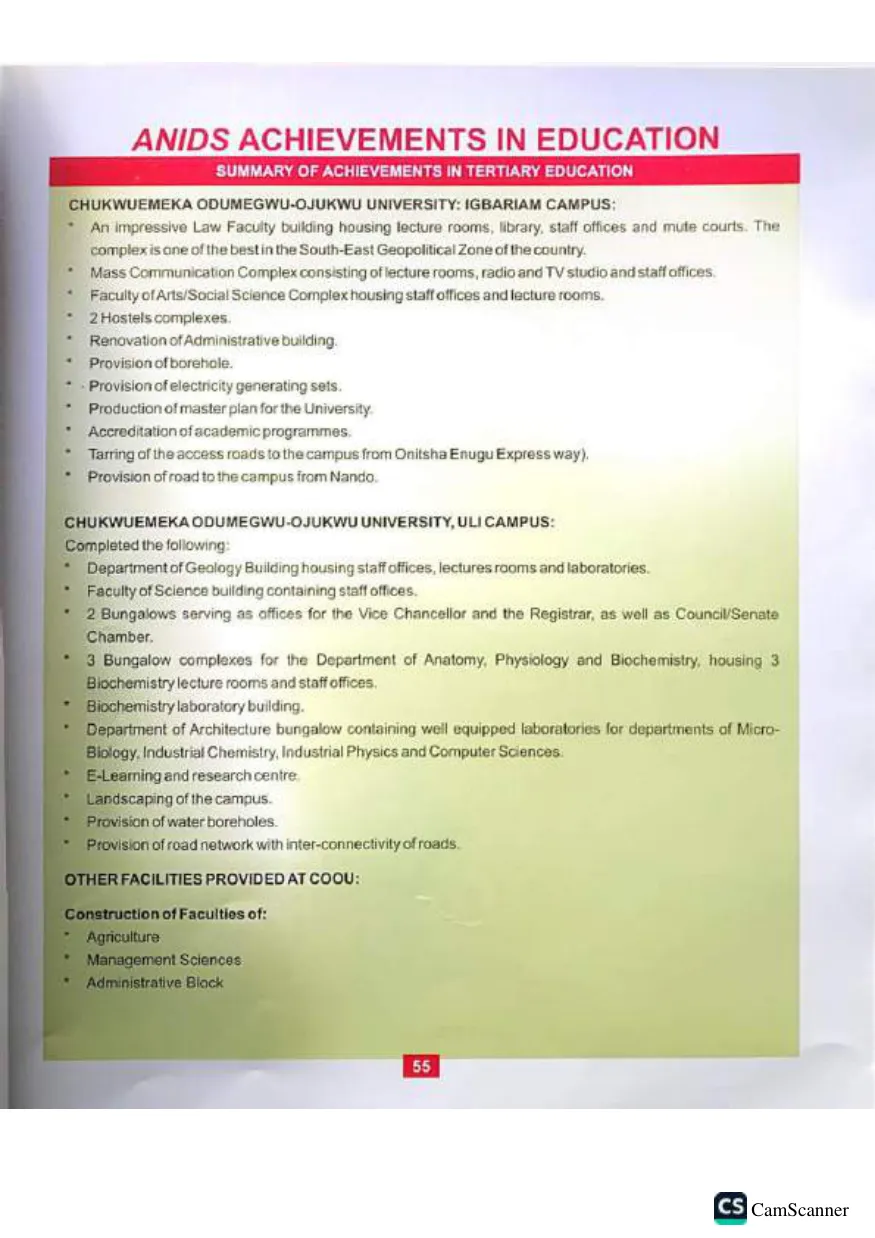 ANIDS ACHIEVEMENTS IN EDUCATION
SUMMARY OF ACHIEVEMENTS IN TERTIARY EDUCATION
CHUKWUEMEKA ODUMEGWU-OJUKWU UNIVERSITY: IGBARIAM CAMPUS:
* An impressive Law Faculty building housing lecture rooms, library, staff offices and mute courts. The
complex is one of the best in the South-East Geopolitical Zone of the country.
* Mass Communication Complex consisting of lecture rooms, radio and TV studio and staff offices.
* Faculty of Arts/Social Science Complex housing staff offices and lecture rooms.
* 2 Hostels complexes.
* Renovation of Administrative building.
* Provision of borehole.
* Provision of electricity generating sets.
* Production of master plan for the University.
* Accreditation of academic programmes.
* Tarring of the access roads to the campus from Onitsha Enugu Express way).
* Provision of road to the campus from Nando.
CHUKWUEMEKA ODUMEGWU-OJUKWU UNIVERSITY, ULI CAMPUS:
Completed the following:
* Department of Geology Building housing staff offices, lectures rooms and laboratories.
* Faculty of Science building containing staff offices.
* 2 Bungalows serving as offices for the Vice Chancellor and the Registrar, as well as Council/Senate
Chamber.
* 3 Bungalow complexes for the Department of Anatomy, Physiology and Biochemistry, housing 3
Biochemistry lecture rooms and staff offices.
* Biochemistry laboratory building.
* Department of Architecture bungalow containing well equipped laboratories for departments of Micro-
Biology, Industrial Chemistry, Industrial Physics and Computer Sciences.
* E-Learning and research centre.
* Landscaping of the campus.
* Provision of water boreholes.
* Provision of road network with inter-connectivity of roads.
OTHER FACILITIES PROVIDED AT COOU:
Construction of Faculties of:
* Agriculture
* Management Sciences
* Administrative Block
55
CS CamScanner